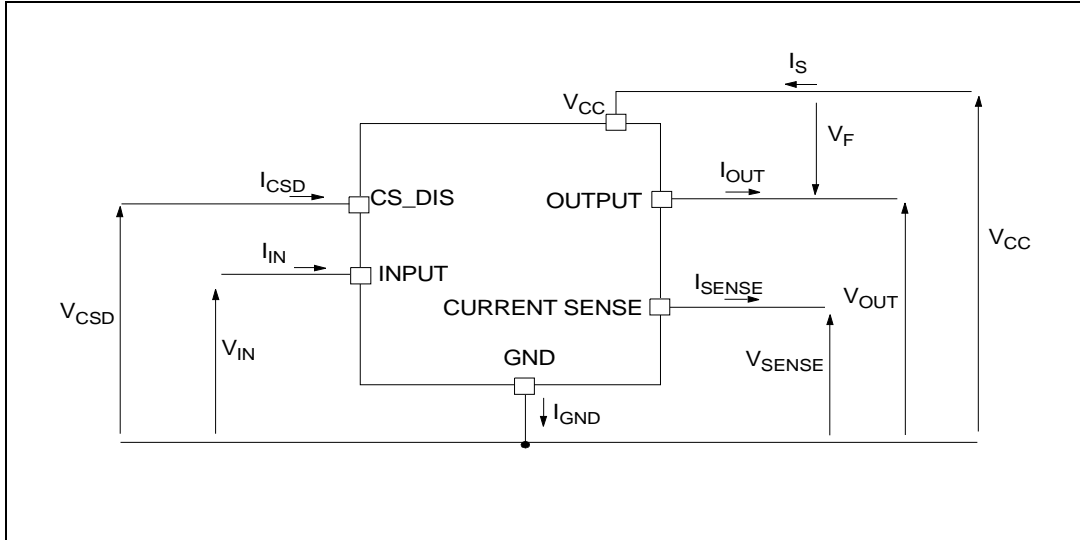 I_S
V_CC
V_F
I_CSD
CS_DIS
I_OUT
OUTPUT
V_CC
I_IN
INPUT
I_SENSE
V_OUT
V_CSD
CURRENT SENSE
V_IN
GND
V_SENSE
I_GND